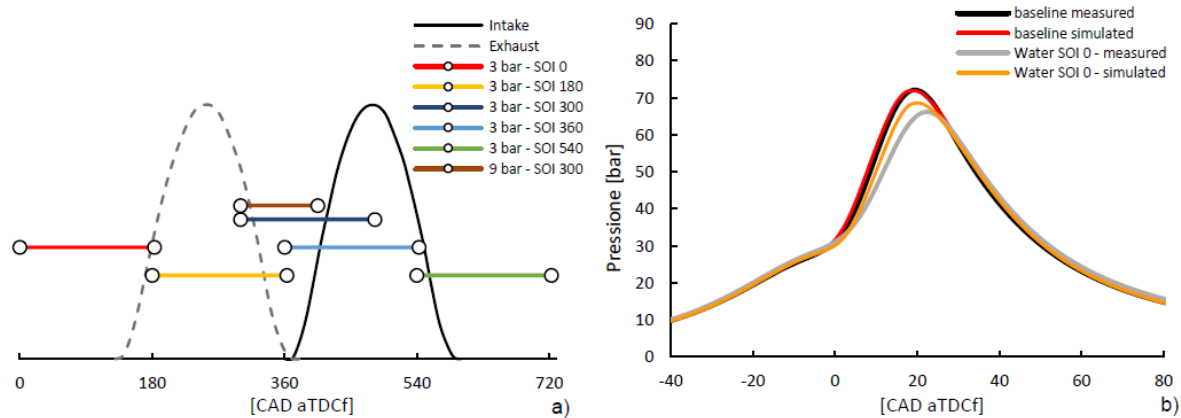 Intake
Exhaust
3 bar - SOI 0
3 bar - SOI 180
3 bar - SOI 300
3 bar - SOI 360
3 bar - SOI 540
9 bar - SOI 300
0 180 360 540 720
[CAD aTDCf]
a)
baseline measured
baseline simulated
Water SOI 0 - measured
Water SOI 0 - simulated
Pressione [bar]
90
80
70
60
50
40
30
20
10
0
-40 -20 0 20 40 60 80
[CAD aTDCf]
b)